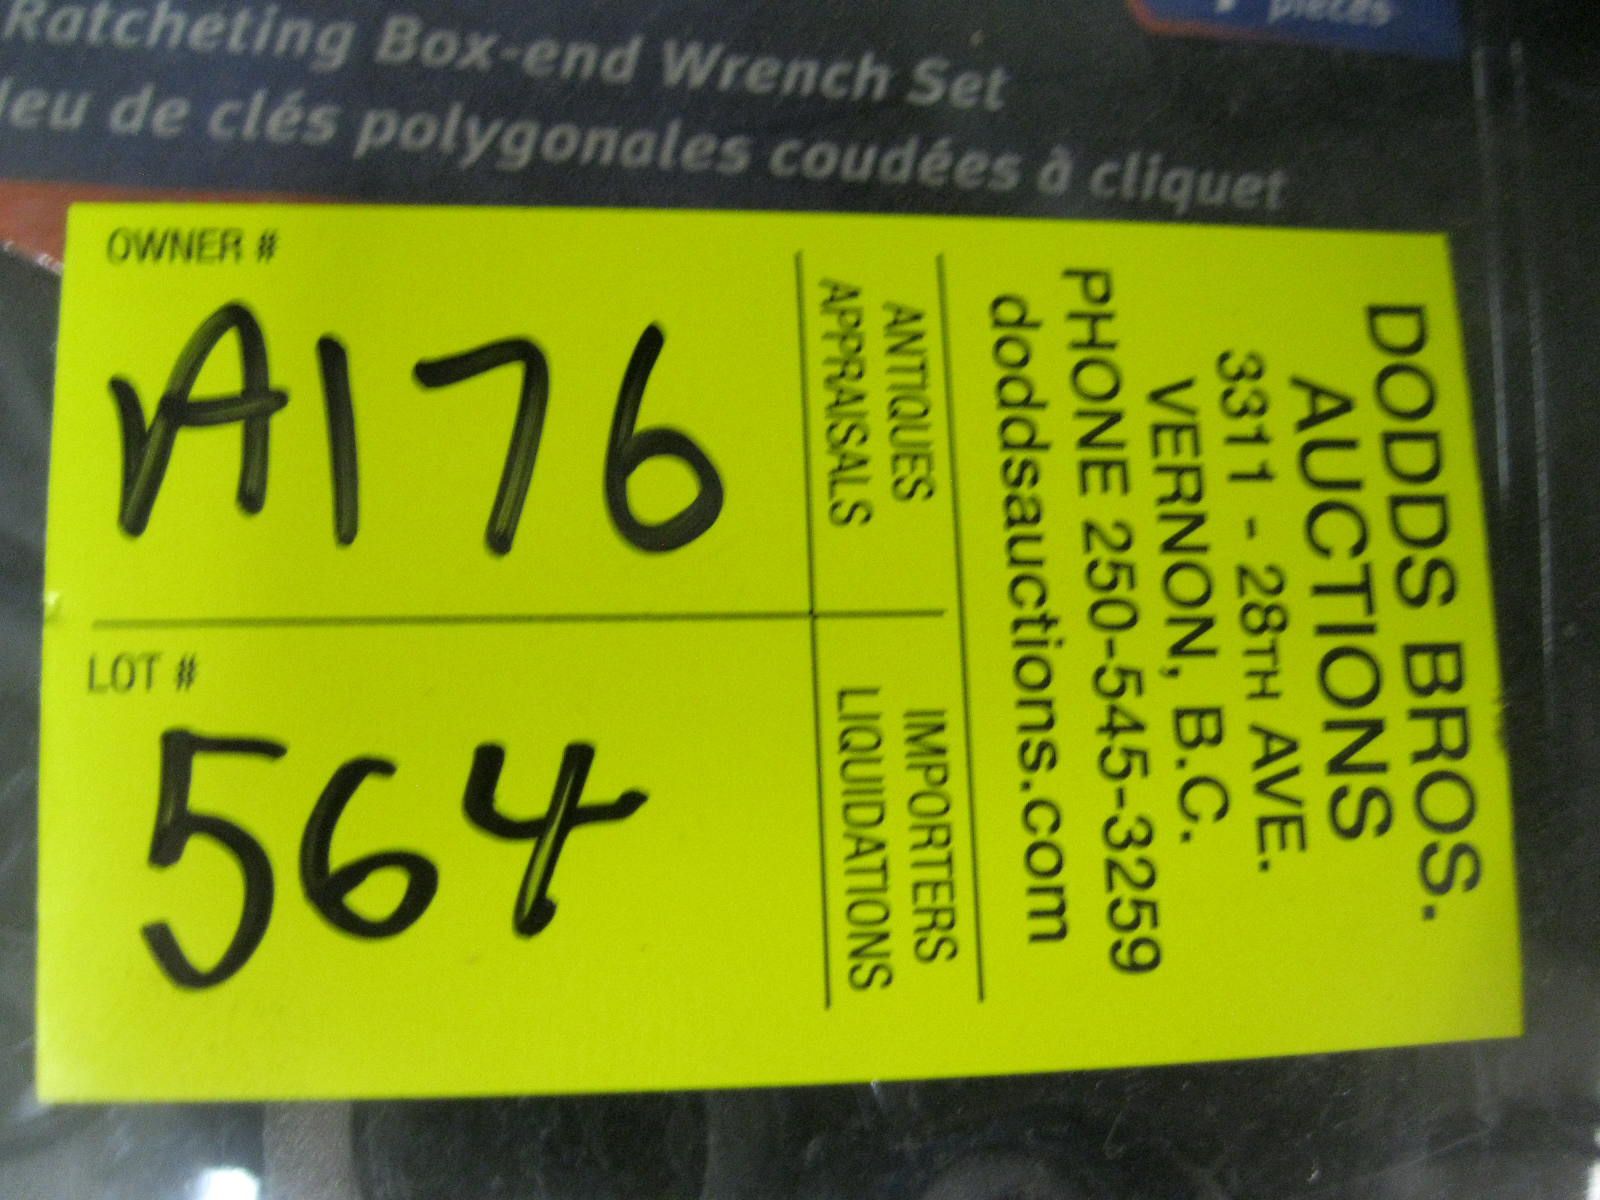 pieces
Ratcheting Box-end Wrench Set
Jeu de clés polygonales coudées à cliquet
OWNER #
A176
LOT #
564
ANTIQUES
APPRAISALS
IMPORTERS
LIQUIDATIONS
DODDS BROS.
AUCTIONS
3311 - 28TH AVE.
VERNON, B.C.
PHONE 250-545-3259
doddsauctions.com